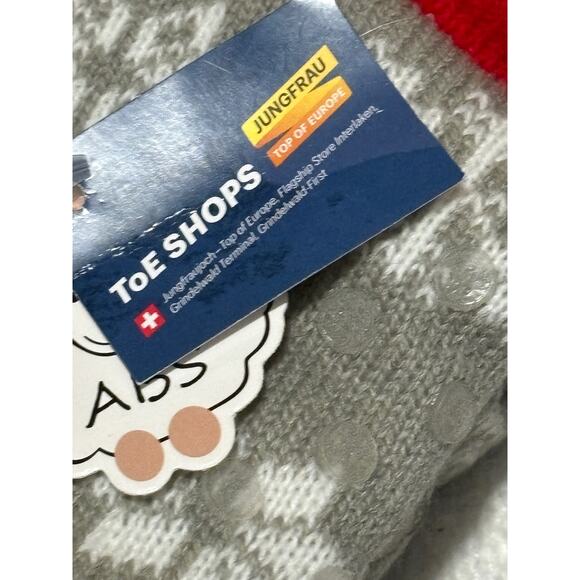 JUNGFRAU
TOP OF EUROPE
ToE SHOPS
Jungfraujoch – Top of Europe, Flagship Store Interlaken,
Grindelwald Terminal, Grindelwald-First
ABS